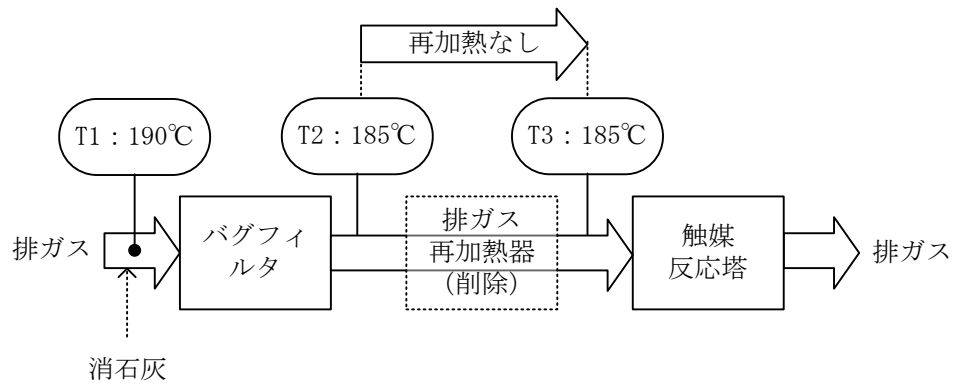 再加熱なし
T1：190℃
T2：185℃
T3：185℃
排ガス
バグフィ
ルタ
排ガス
再加熱器
(削除)
触媒
反応塔
排ガス
消石灰